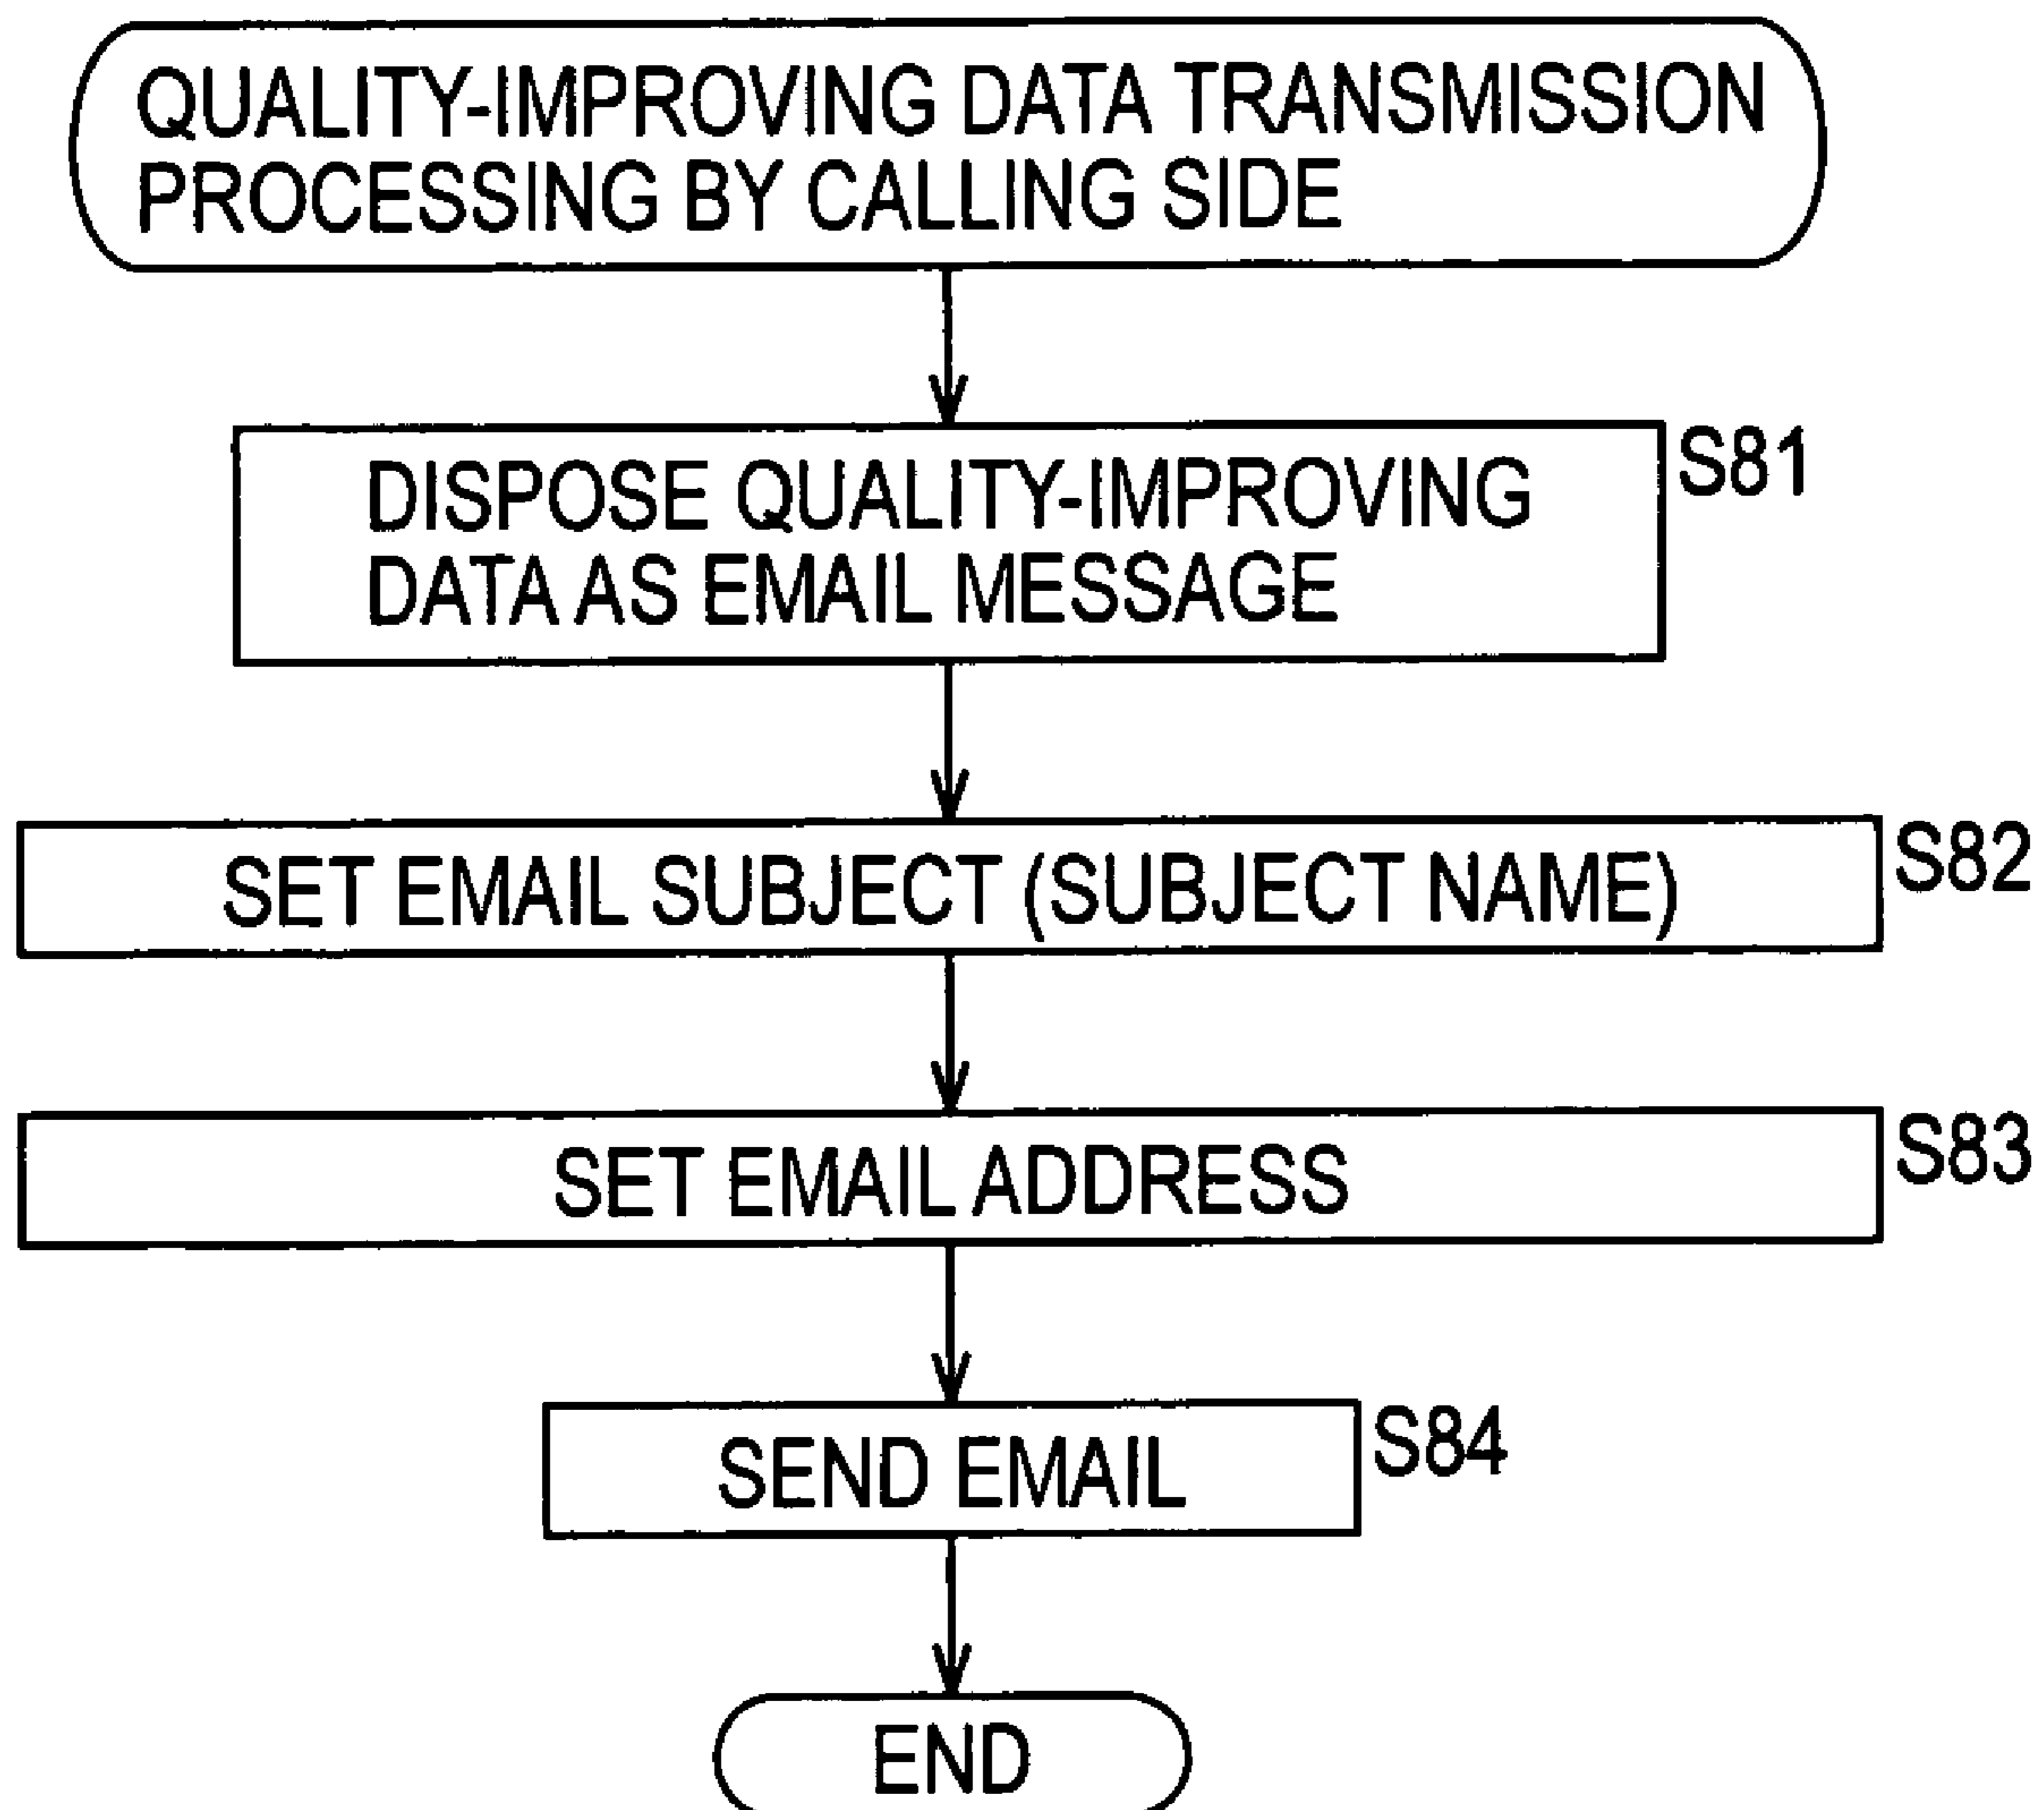 QUALITY-IMPROVING DATA TRANSMISSION
PROCESSING BY CALLING SIDE
S81
DISPOSE QUALITY-IMPROVING
DATA AS EMAIL MESSAGE
S82
SET EMAIL SUBJECT (SUBJECT NAME)
S83
SET EMAIL ADDRESS
S84
SEND EMAIL
END